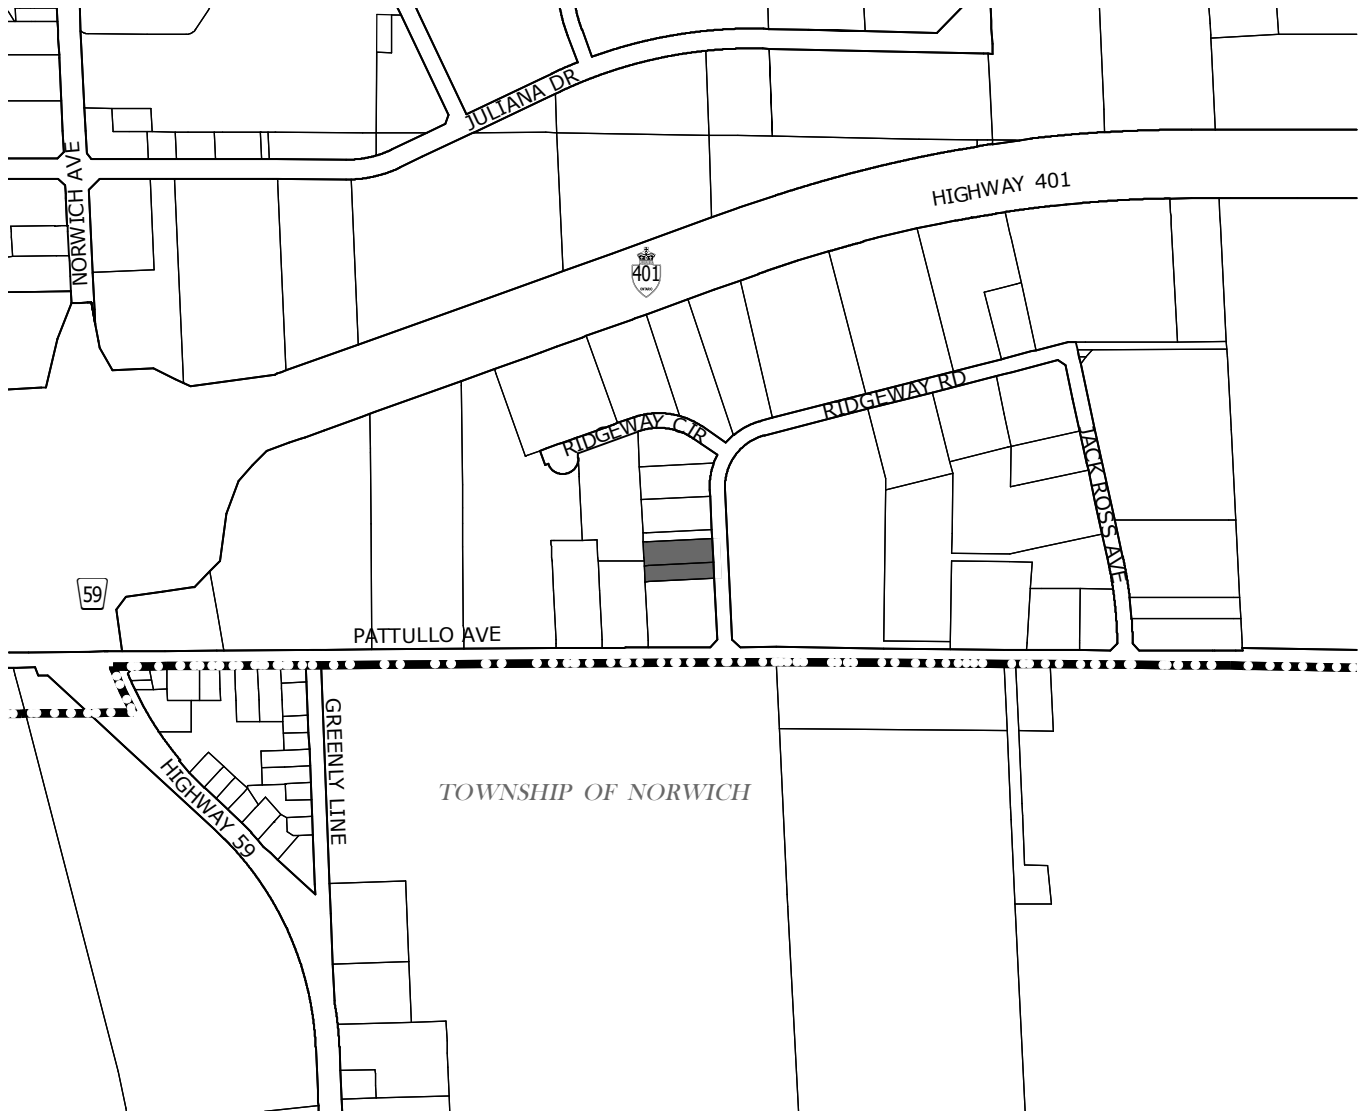 JULIANA DR
NORWICH AVE
HIGHWAY 401
401
ONTARIO
RIDGEWAY RD
RIDGEWAY CIR
JACK ROSS AVE
59
PATTULLO AVE
GREENLY LINE
HIGHWAY 59
TOWNSHIP OF NORWICH